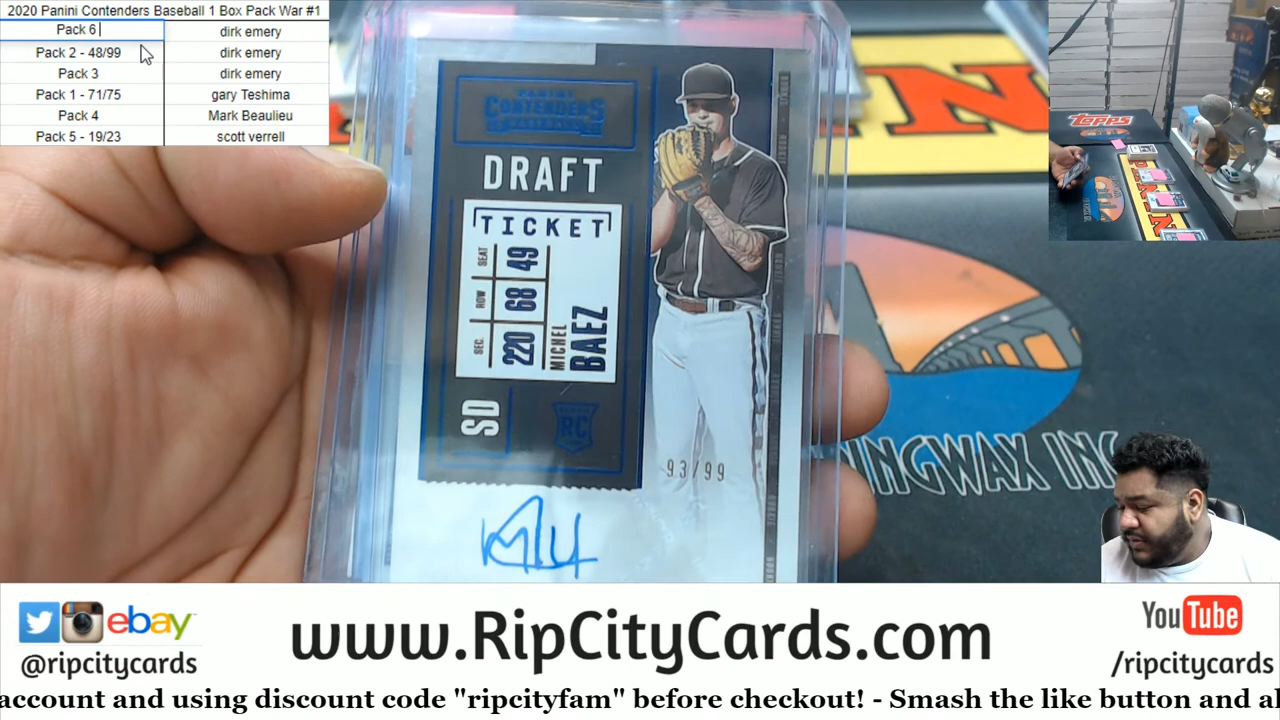 2020 Panini Contenders Baseball 1 Box Pack War #1
Pack 6 dirk emery
Pack 2 - 48/99 dirk emery
Pack 3 dirk emery
Pack 1 - 71/75 gary Teshima
Pack 4 Mark Beaulieu
Pack 5 - 19/23 scott verrell
PANINI
CONTENDERS
BASEBALL
DRAFT
TICKET
SEC. ROW SEAT
220 68 49
MICHEL
BAEZ
SD
RC
93/99
TOPPS
NINGWAX INC
ebay
@ripcitycards
www.RipCityCards.com
YouTube
/ripcitycards
account and using discount code "ripcityfam" before checkout! - Smash the like button and al